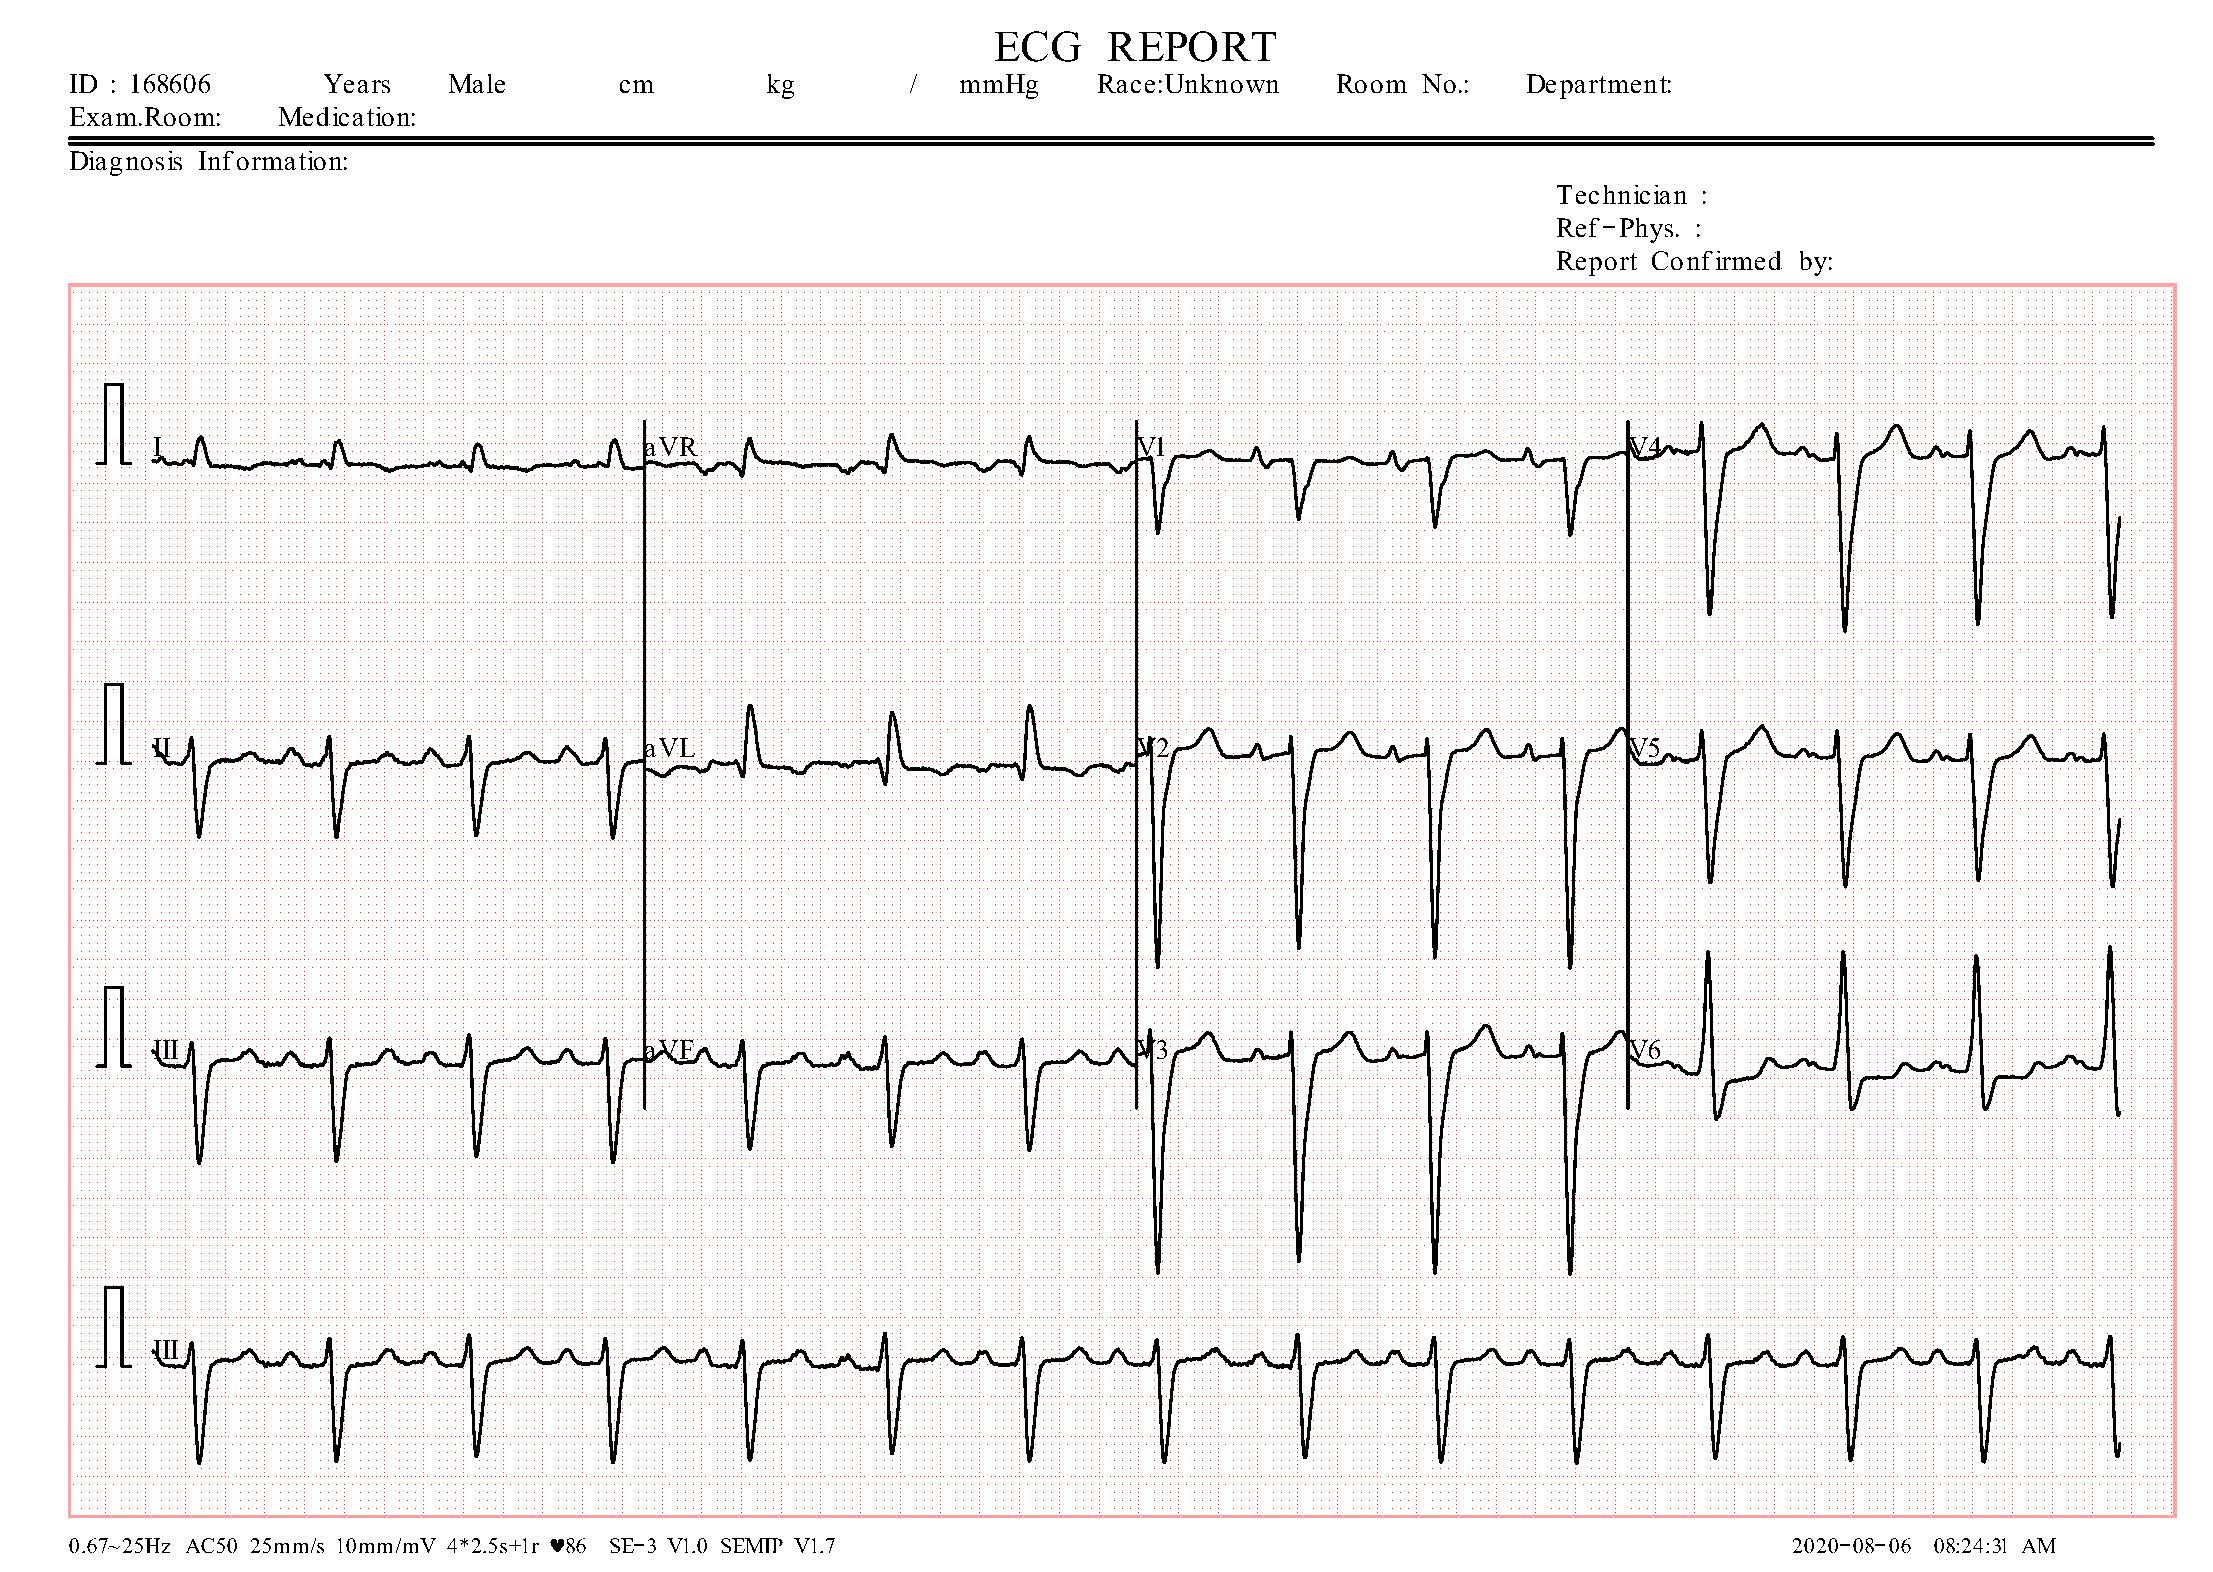 ECG REPORT
ID : 168606 Years Male cm kg / mmHg Race:Unknown Room No.: Department:
Exam.Room: Medication:
Diagnosis Information:
Technician :
Ref-Phys. :
Report Confirmed by:
I aVR V1 V4
II aVL V2 V5
III aVF V3 V6
III
0.67~25Hz AC50 25mm/s 10mm/mV 4*2.5s+1r ♥86 SE-3 V1.0 SEMIP V1.7 2020-08-06 08:24:31 AM